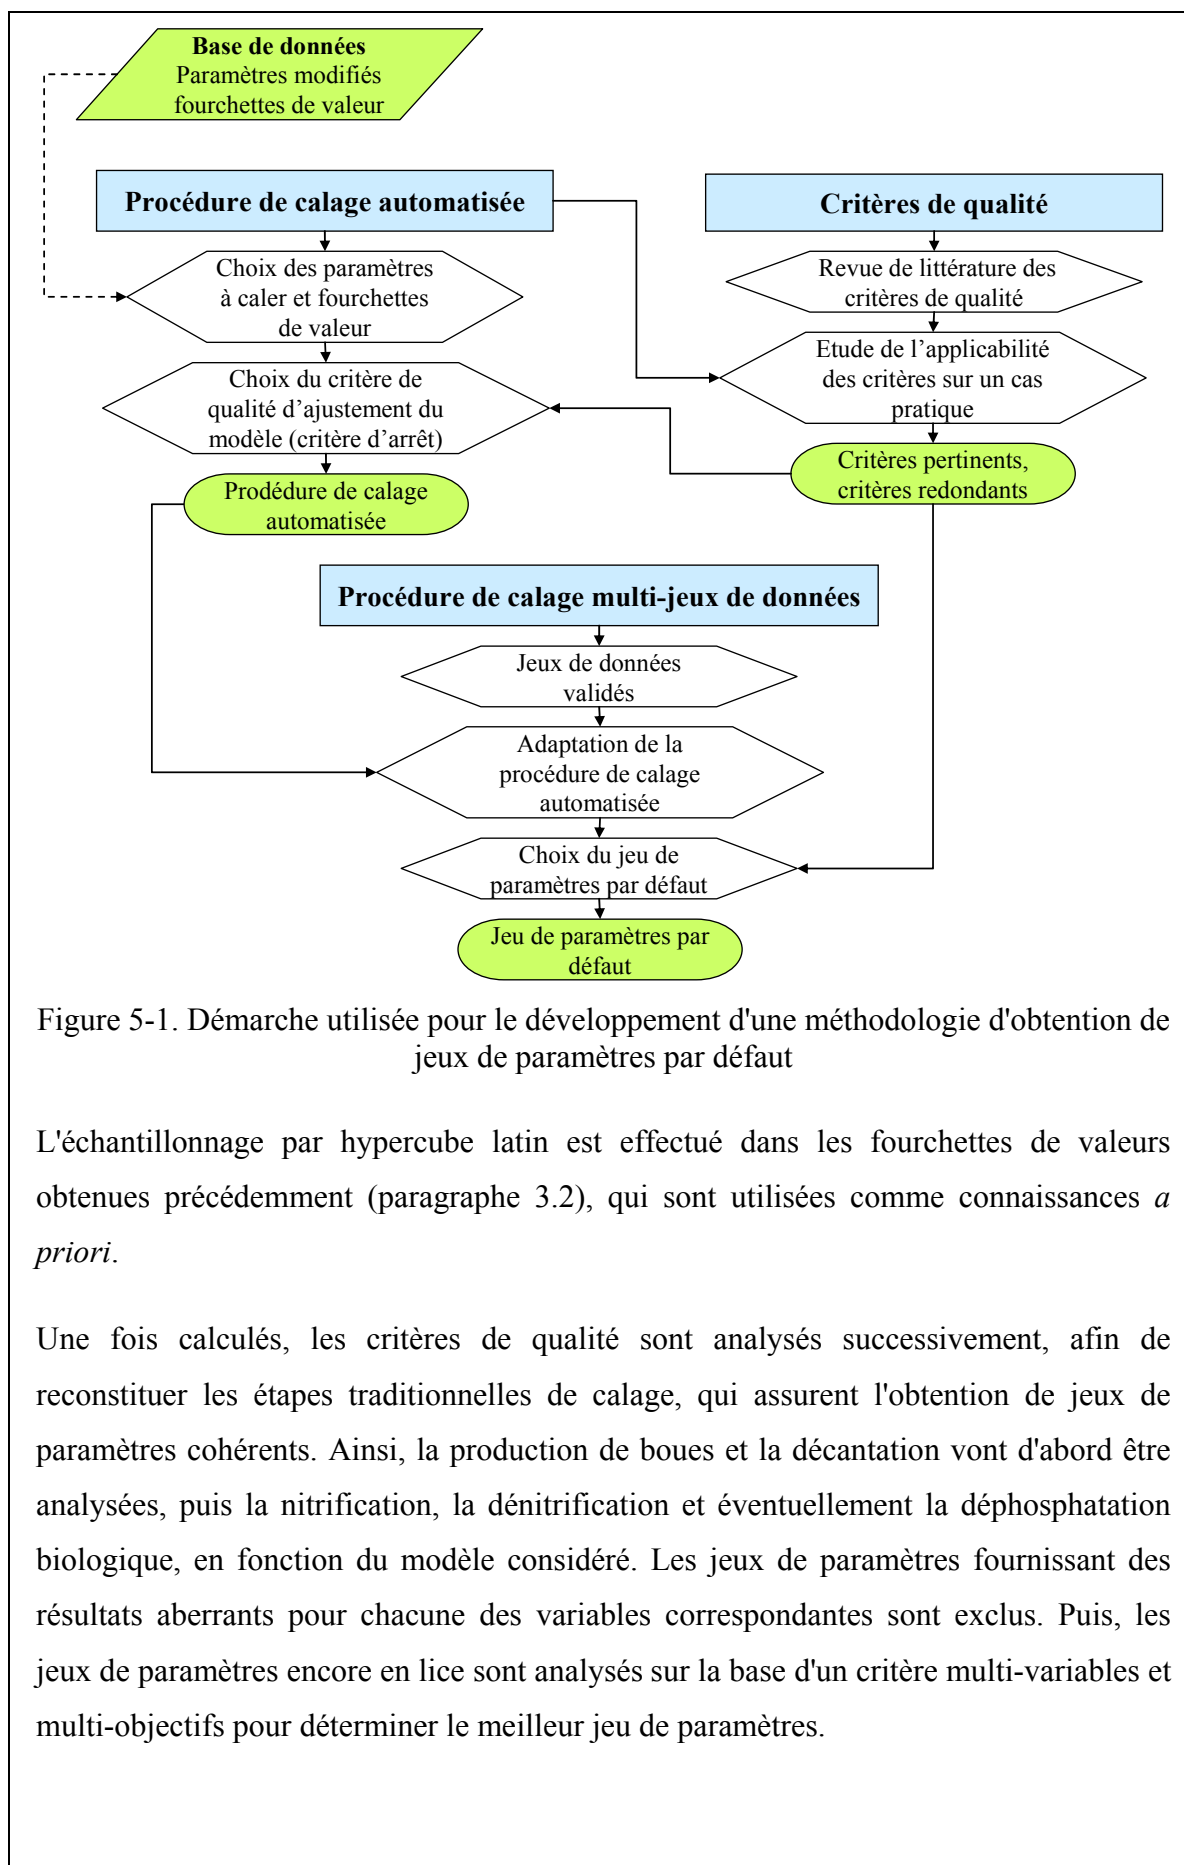 Base de données
Paramètres modifiés
fourchettes de valeur
Procédure de calage automatisée
Critères de qualité
Choix des paramètres
à caler et fourchettes
de valeur
Revue de littérature des
critères de qualité
Choix du critère de
qualité d’ajustement du
modèle (critère d’arrêt)
Etude de l’applicabilité
des critères sur un cas
pratique
Prodédure de calage
automatisée
Critères pertinents,
critères redondants
Procédure de calage multi-jeux de données
Jeux de données
validés
Adaptation de la
procédure de calage
automatisée
Choix du jeu de
paramètres par défaut
Jeu de paramètres par
défaut
Figure 5-1. Démarche utilisée pour le développement d'une méthodologie d'obtention de
jeux de paramètres par défaut
L'échantillonnage par hypercube latin est effectué dans les fourchettes de valeurs
obtenues précédemment (paragraphe 3.2), qui sont utilisées comme connaissances a
priori.
Une fois calculés, les critères de qualité sont analysés successivement, afin de
reconstituer les étapes traditionnelles de calage, qui assurent l'obtention de jeux de
paramètres cohérents. Ainsi, la production de boues et la décantation vont d'abord être
analysées, puis la nitrification, la dénitrification et éventuellement la déphosphatation
biologique, en fonction du modèle considéré. Les jeux de paramètres fournissant des
résultats aberrants pour chacune des variables correspondantes sont exclus. Puis, les
jeux de paramètres encore en lice sont analysés sur la base d'un critère multi-variables et
multi-objectifs pour déterminer le meilleur jeu de paramètres.